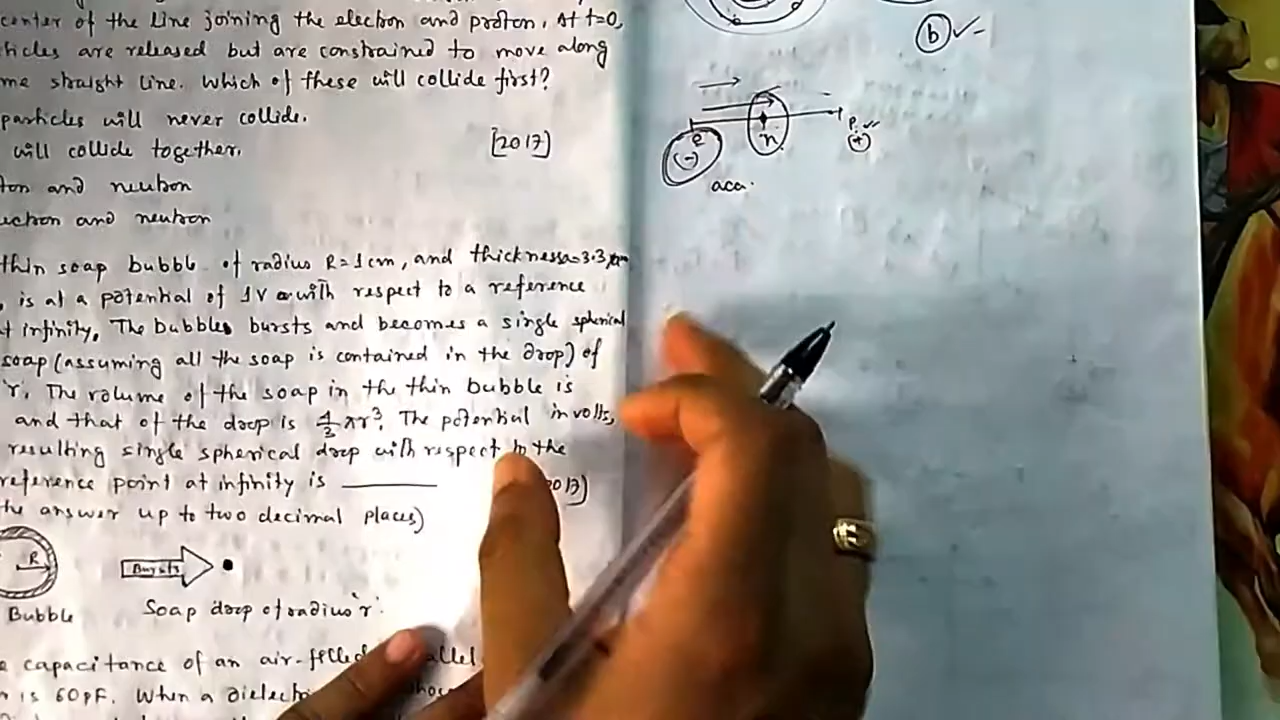 center of the line joining the electron and proton. At t=0,
ticles are released but are constrained to move along
me straight line. Which of these will collide first?
particles will never collide.
will collide together. [2017]
ton and neutron
ectron and neutron
thin soap bubble of radius R=1cm, and thickness a=3.3
is at a potential of 1V with respect to a reference
t infinity, The bubble bursts and becomes a single spherical
soap (assuming all the soap is contained in the drop) of
'r'. The volume of the soap in the thin bubble is
and that of the drop is 4/3 πr³. The potential in volts,
resulting single spherical drop with respect to the
reference point at infinity is ______
the answer up to two decimal places)
R
Bursts
Bubble
Soap drop of radius 'r'.
capacitance of an air-filled
is 60pF. When a
(b) ✓
e
(-)
n
P
(+)
aca.